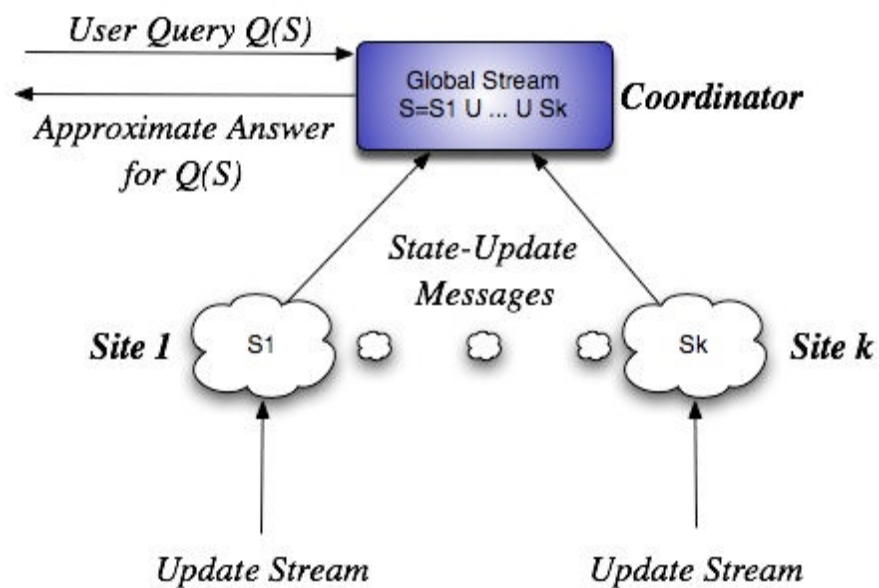 User Query Q(S)
Global Stream
S=S1 U ... U Sk
Coordinator
Approximate Answer
for Q(S)
State-Update
Messages
Site 1
S1
Sk
Site k
Update Stream
Update Stream